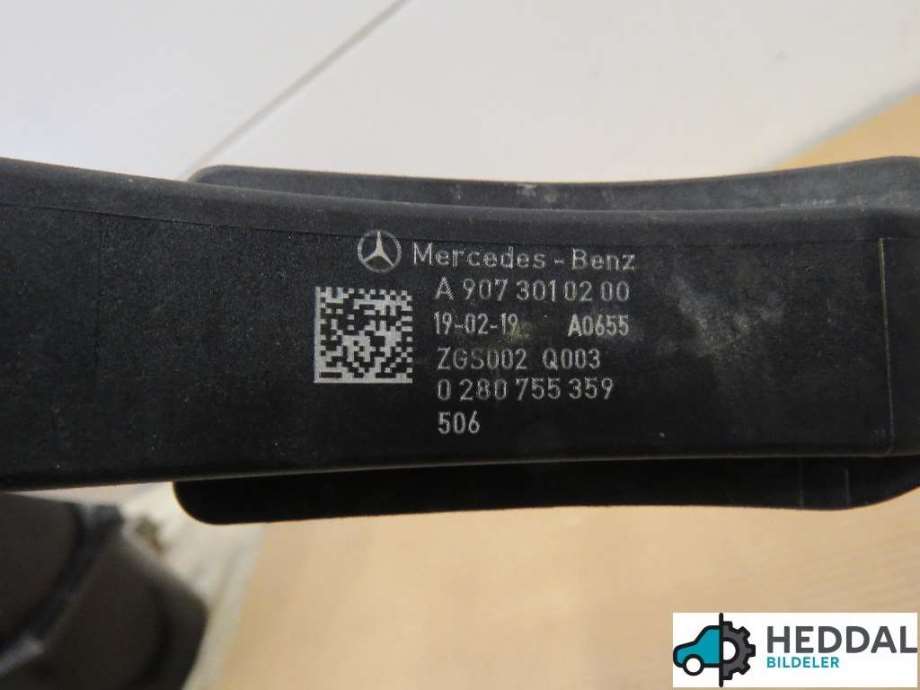 Mercedes-Benz
A 907 301 02 00
19-02-19 A0655
ZGS002 Q003
0 280 755 359
506
HEDDAL
BILDELER